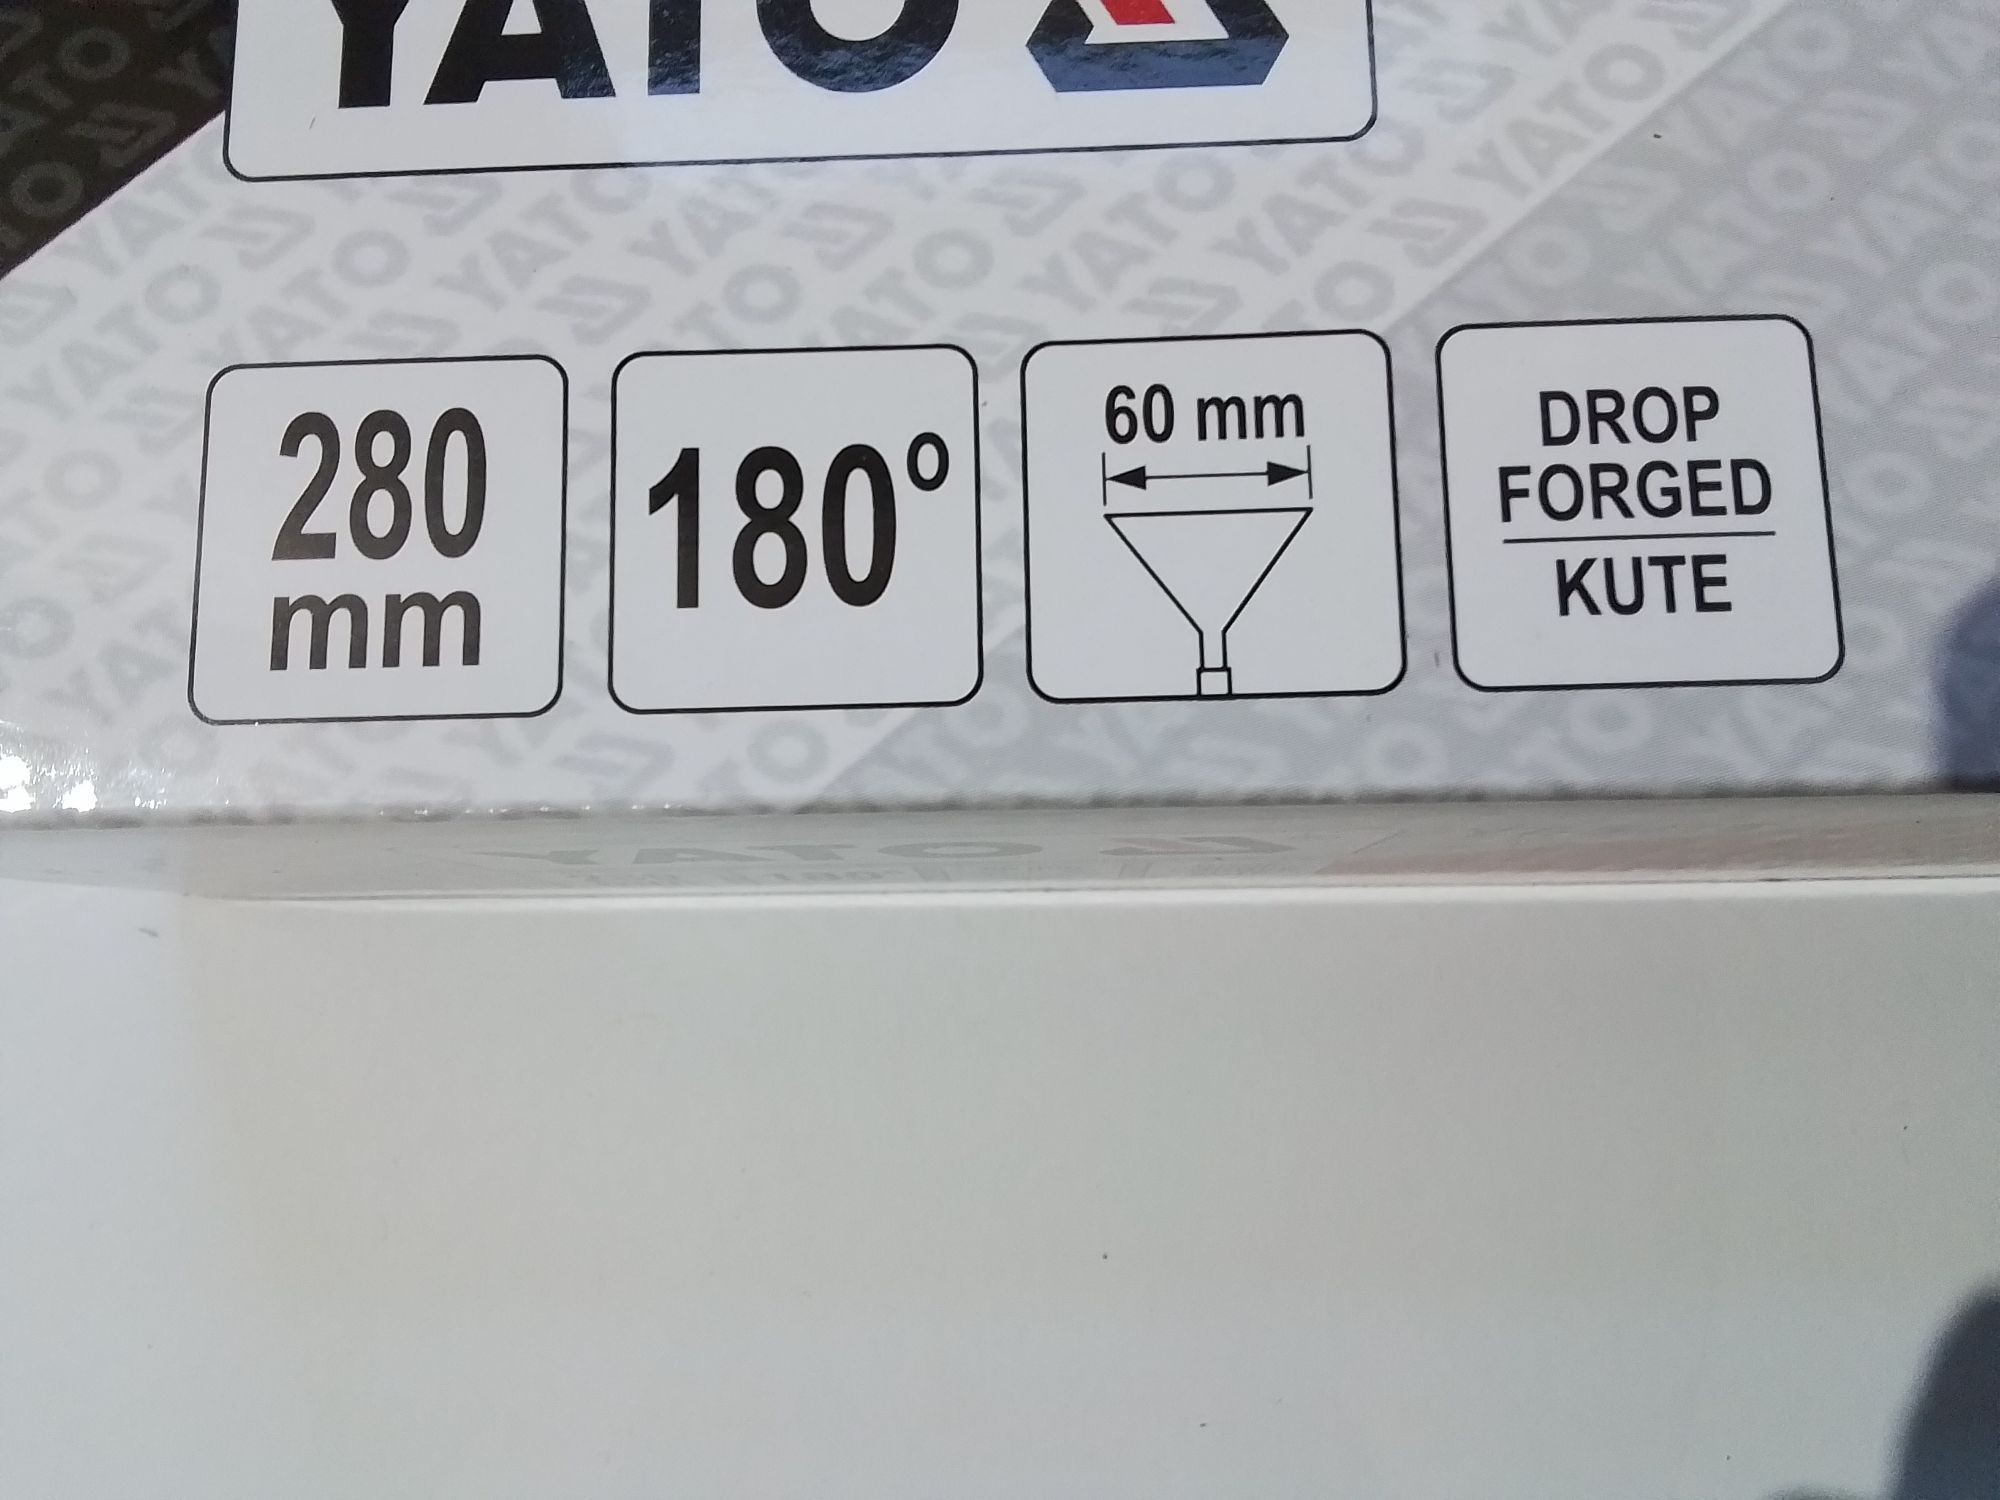 YATO
280
mm
180°
60 mm
DROP
FORGED
KUTE